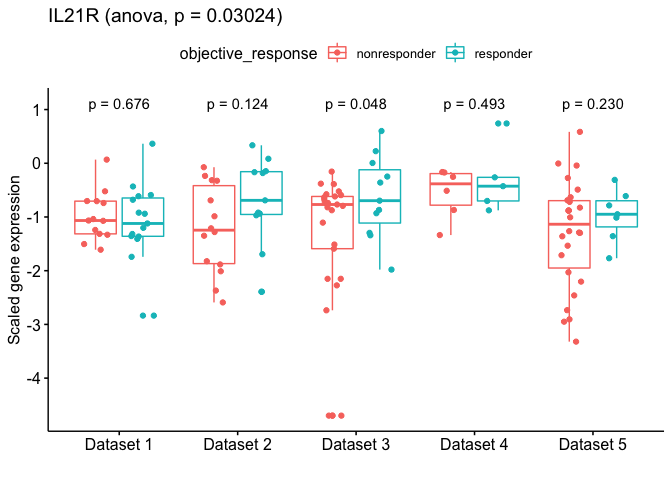 IL21R (anova, p = 0.03024)
objective_response nonresponder responder
p = 0.676 p = 0.124 p = 0.048 p = 0.493 p = 0.230
Scaled gene expression
1
0
-1
-2
-3
-4
Dataset 1 Dataset 2 Dataset 3 Dataset 4 Dataset 5